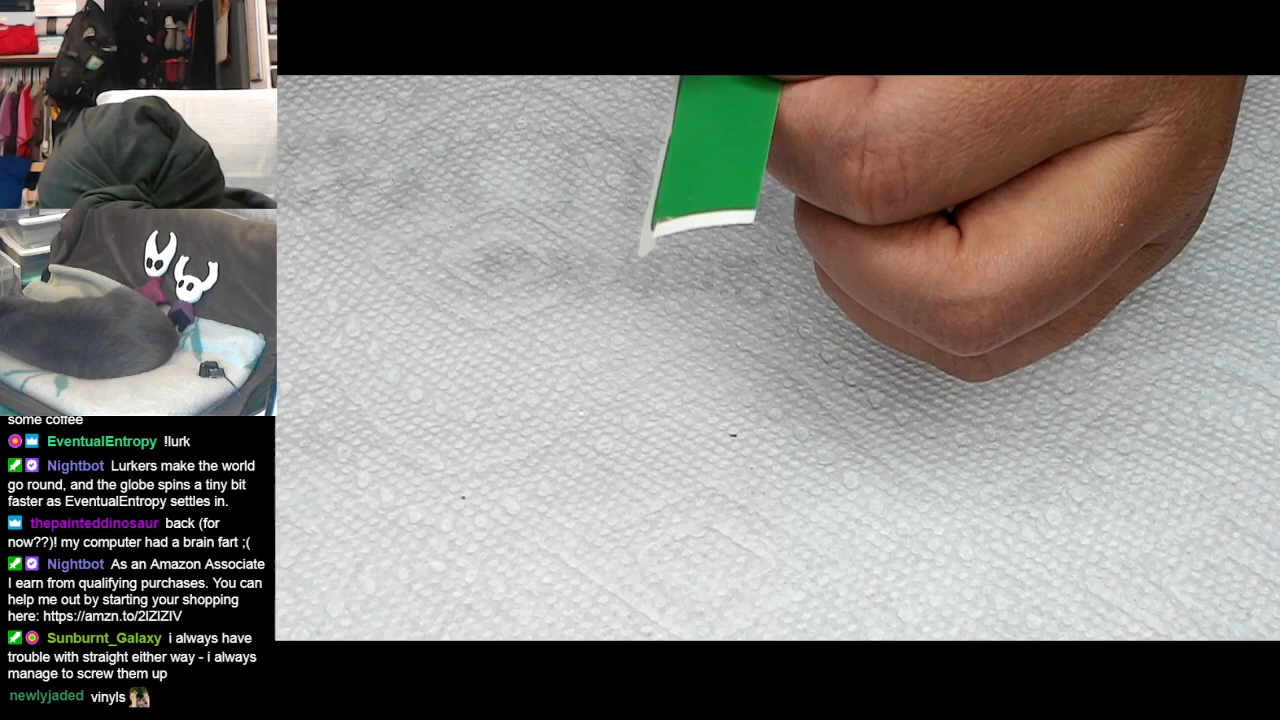 some coffee
EventualEntropy !lurk
Nightbot Lurkers make the world
go round, and the globe spins a tiny bit
faster as EventualEntropy settles in.
thepainteddinosaur back (for
now??)! my computer had a brain fart ;(
Nightbot As an Amazon Associate
I earn from qualifying purchases. You can
help me out by starting your shopping
here: https://amzn.to/2IZIZIV
Sunburnt_Galaxy i always have
trouble with straight either way - i always
manage to screw them up
newlyjaded vinyls